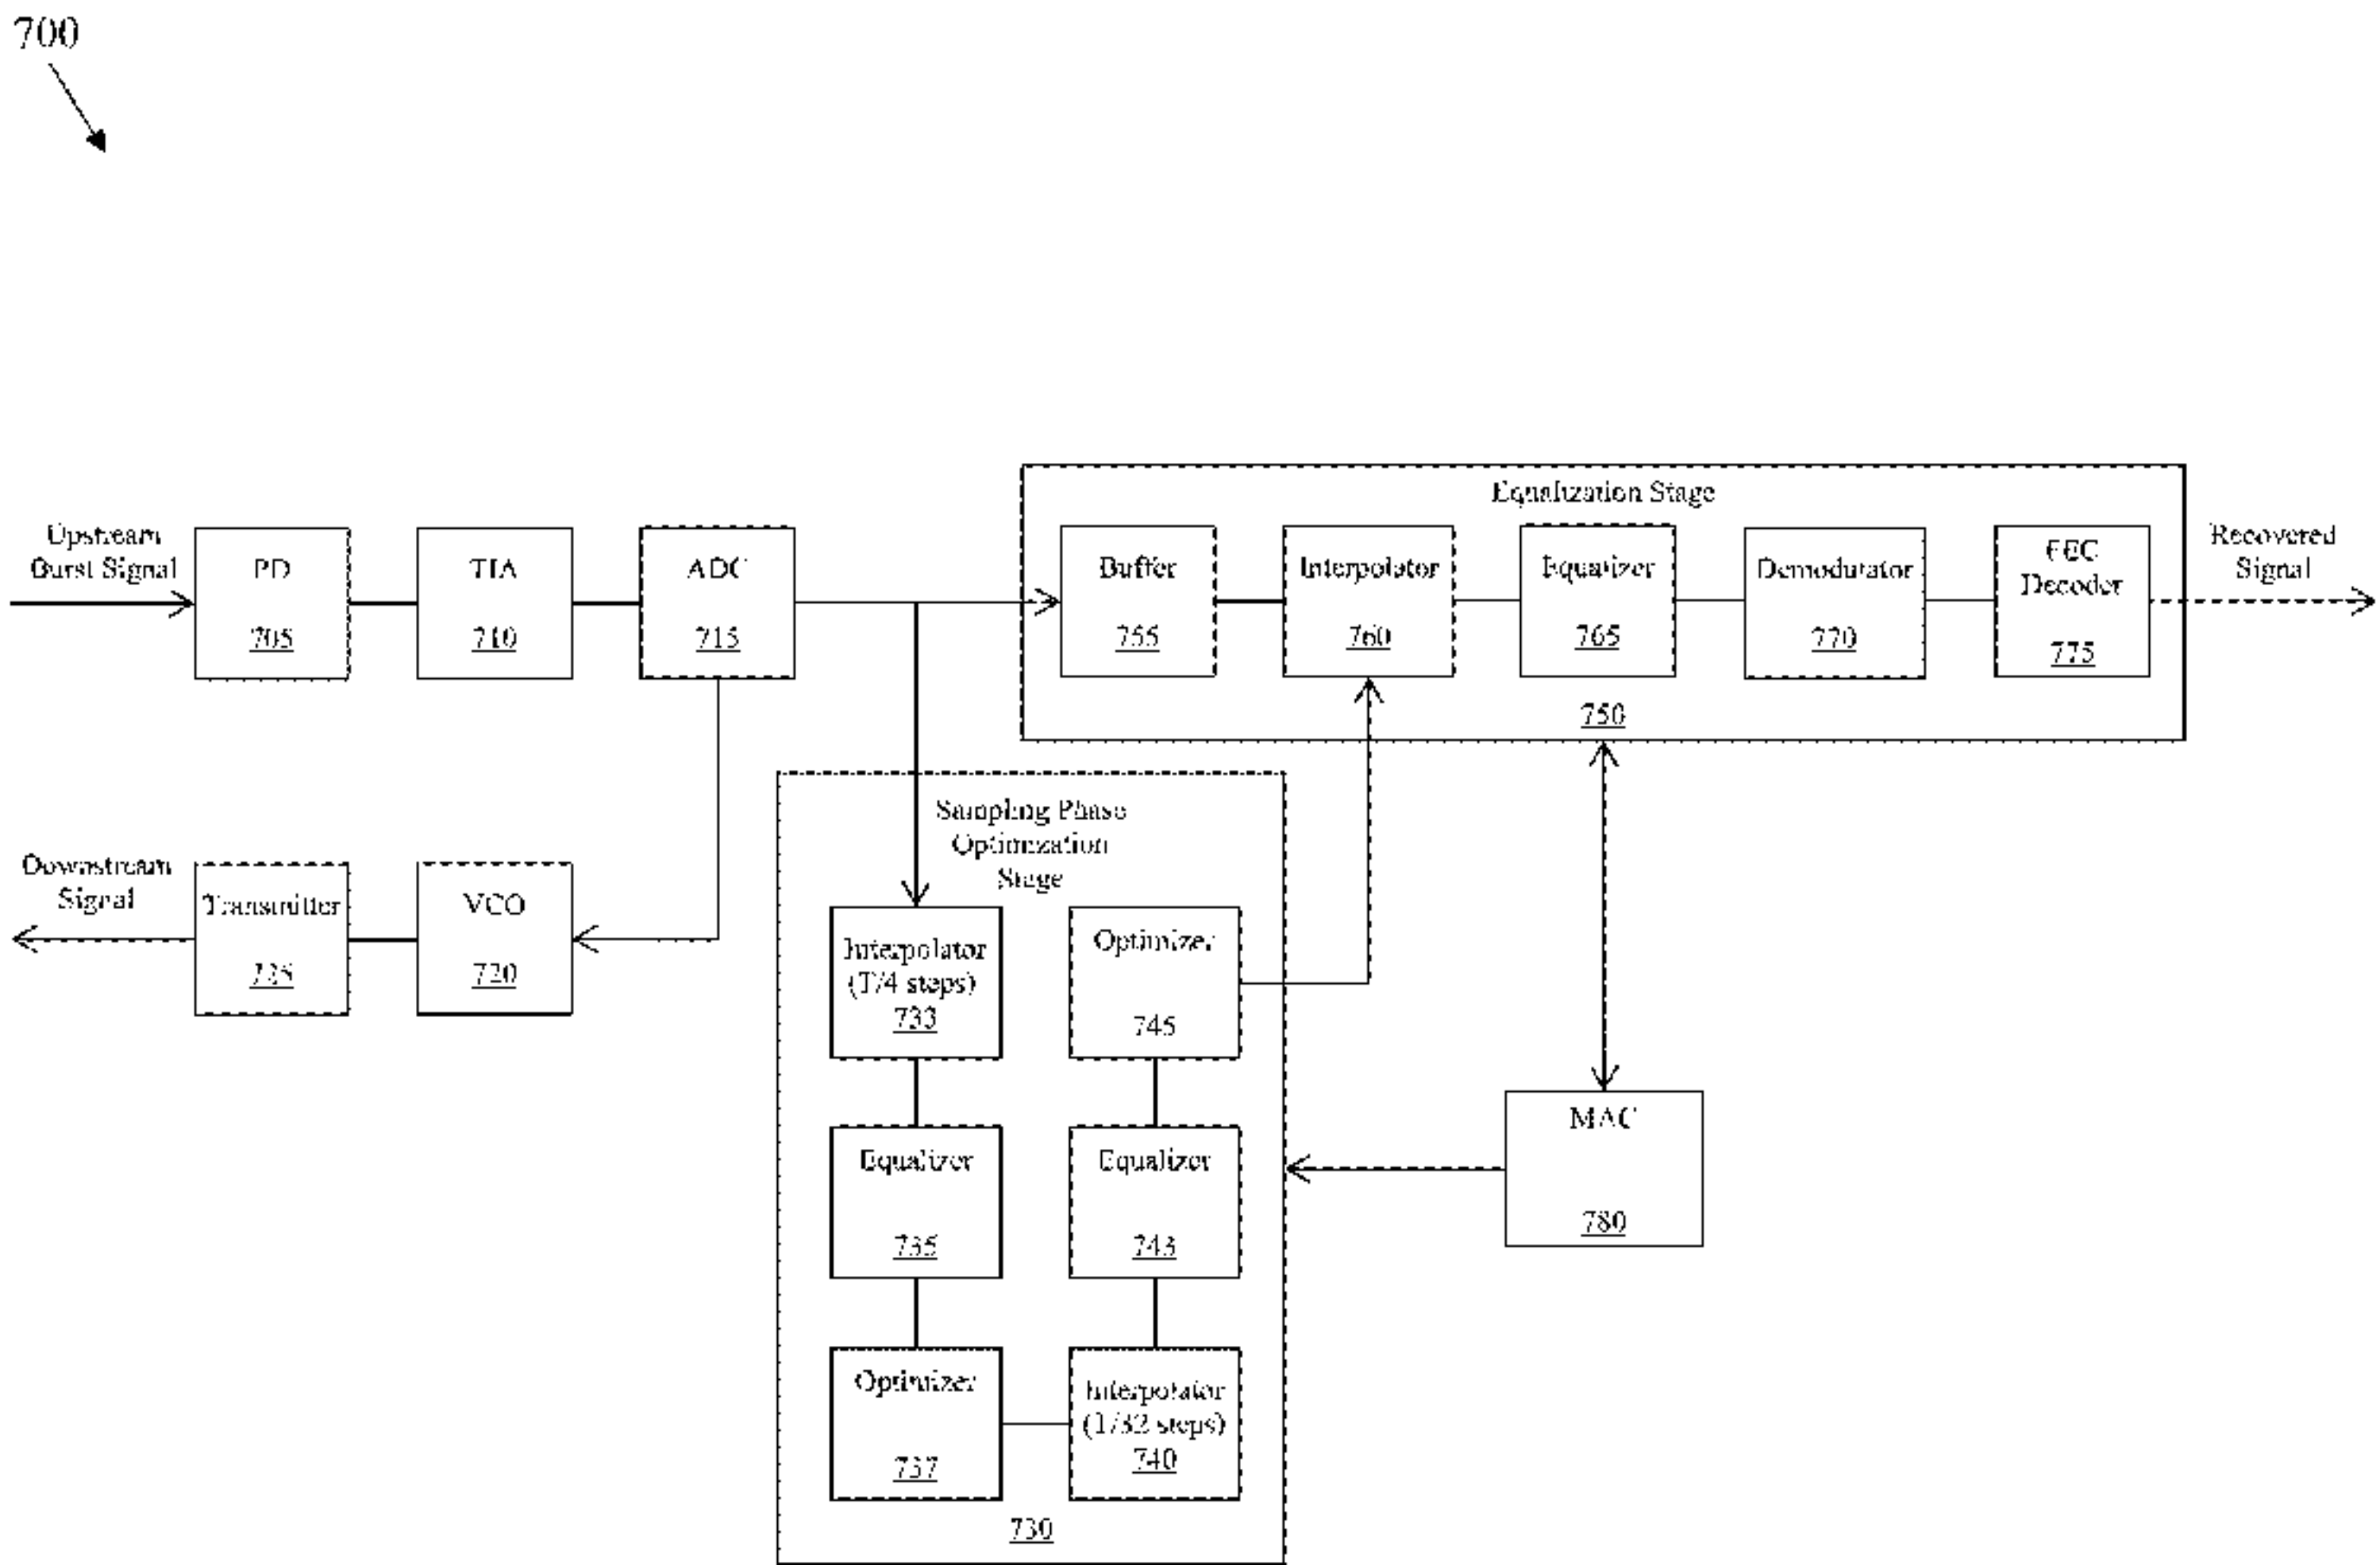 700
Equalization Stage
Upstream
Burst Signal
PD
705
TIA
710
ADC
715
Buffer
755
Interpolator
760
Equalizer
765
Demodulator
770
FEC
Decoder
775
Recovered
Signal
750
Sampling Phase
Optimization
Stage
Downstream
Signal
Transmitter
725
VCO
720
Interpolator
(T/4 steps)
733
Optimizer
745
Equalizer
735
Equalizer
743
MAC
780
Optimizer
737
Interpolator
(1/32 steps)
740
730